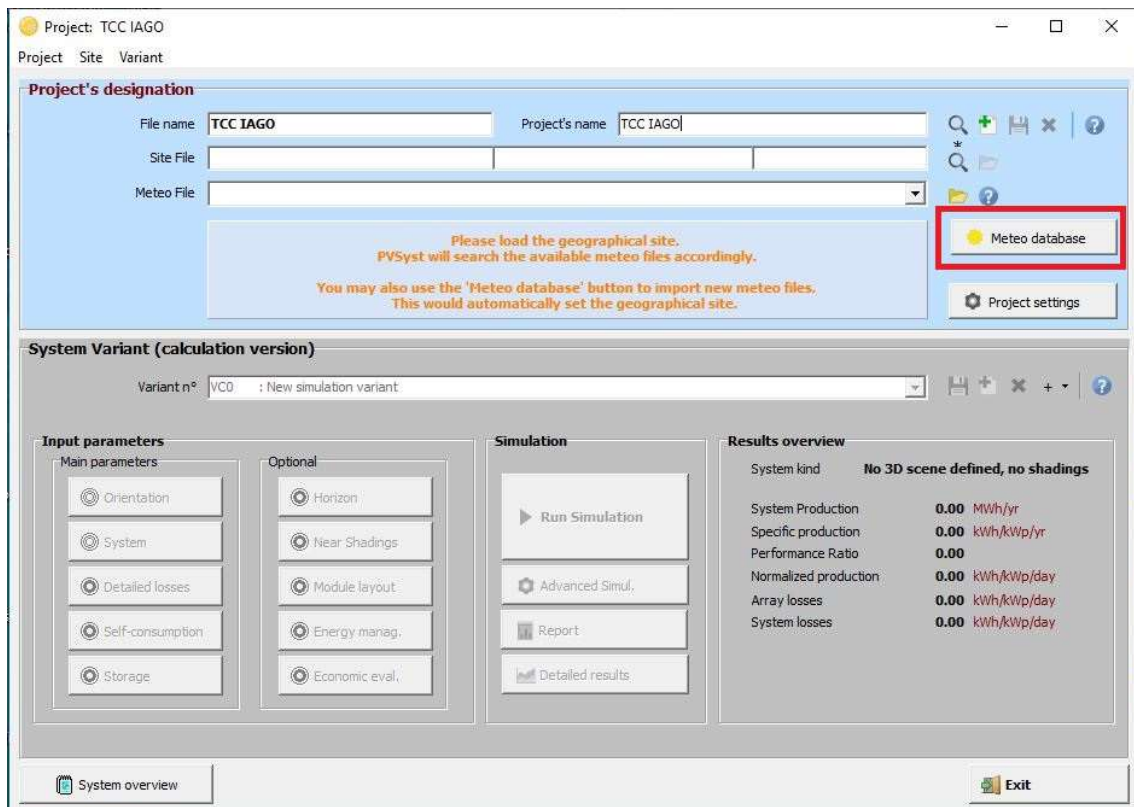 Project: TCC IAGO
Project Site Variant
Project's designation
File name TCC IAGO Project's name TCC IAGO
Site File
Meteo File
Please load the geographical site.
PVSyst will search the available meteo files accordingly.
You may also use the 'Meteo database' button to import new meteo files.
This would automatically set the geographical site.
Meteo database
Project settings
System Variant (calculation version)
Variant n° VC0 : New simulation variant
Input parameters
Main parameters
Orientation
System
Detailed losses
Self-consumption
Storage
Optional
Horizon
Near Shadings
Module layout
Energy manag.
Economic eval.
Simulation
Run Simulation
Advanced Simul.
Report
Detailed results
Results overview
System kind No 3D scene defined, no shadings
System Production 0.00 MWh/yr
Specific production 0.00 kWh/kWp/yr
Performance Ratio 0.00
Normalized production 0.00 kWh/kWp/day
Array losses 0.00 kWh/kWp/day
System losses 0.00 kWh/kWp/day
System overview
Exit